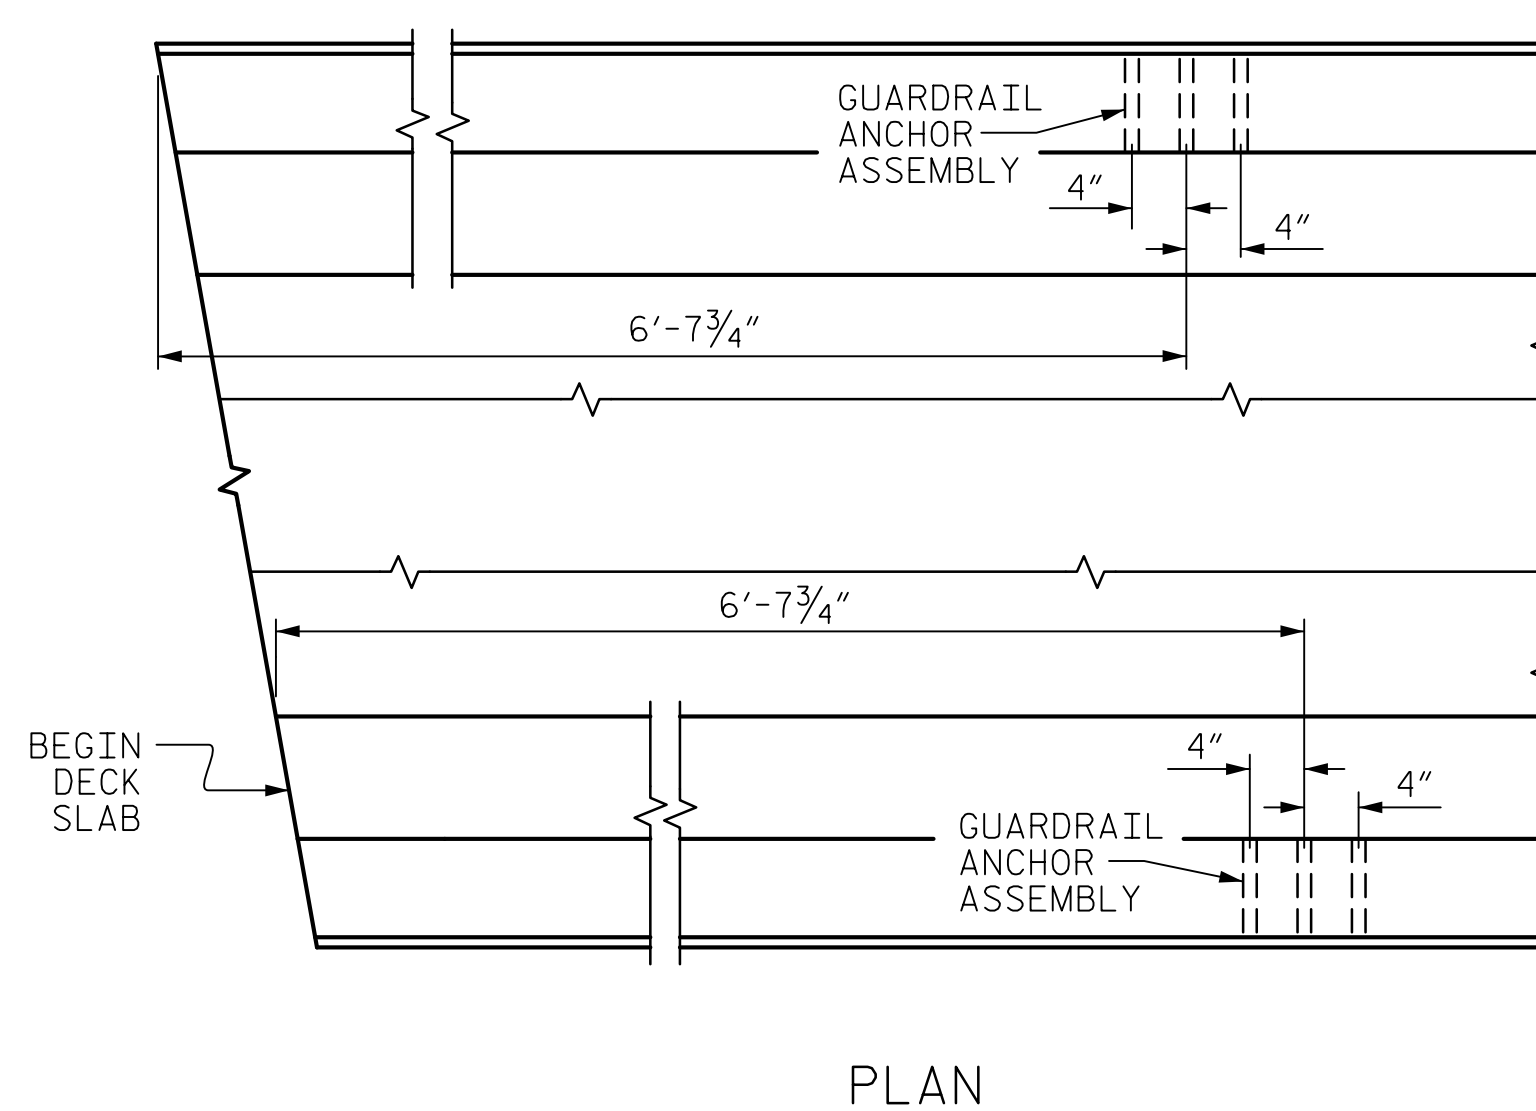 GUARDRAIL
ANCHOR
ASSEMBLY
4″
4″
6′-7¾″
6′-7¾″
BEGIN
DECK
SLAB
4″
4″
GUARDRAIL
ANCHOR
ASSEMBLY
PLAN